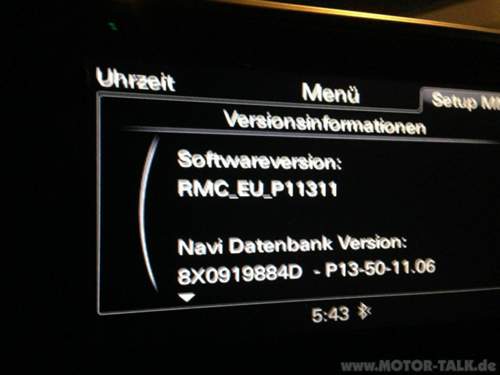 Uhrzeit Menü Setup MM
Versionsinformationen
Softwareversion:
RMC_EU_P11311
Navi Datenbank Version:
8X0919884D - P13-50-11.06
5:43
www.MOTOR-TALK.de